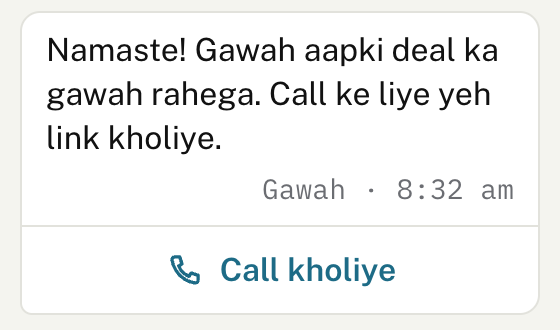 Namaste! Gawah aapki deal ka
gawah rahega. Call ke liye yeh
link kholiye.
Gawah · 8:32 am
Call kholiye